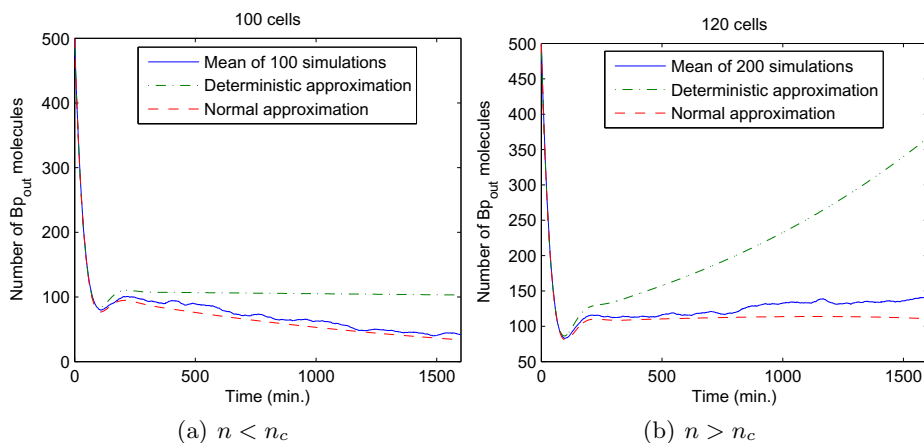 100 cells
500
400
300
200
100
0
Number of Bp_out molecules
Mean of 100 simulations
Deterministic approximation
Normal approximation
0 500 1000 1500
Time (min.)
(a) n < n_c
120 cells
500
450
400
350
300
250
200
150
100
50
Number of Bp_out molecules
Mean of 200 simulations
Deterministic approximation
Normal approximation
0 500 1000 1500
Time (min.)
(b) n > n_c